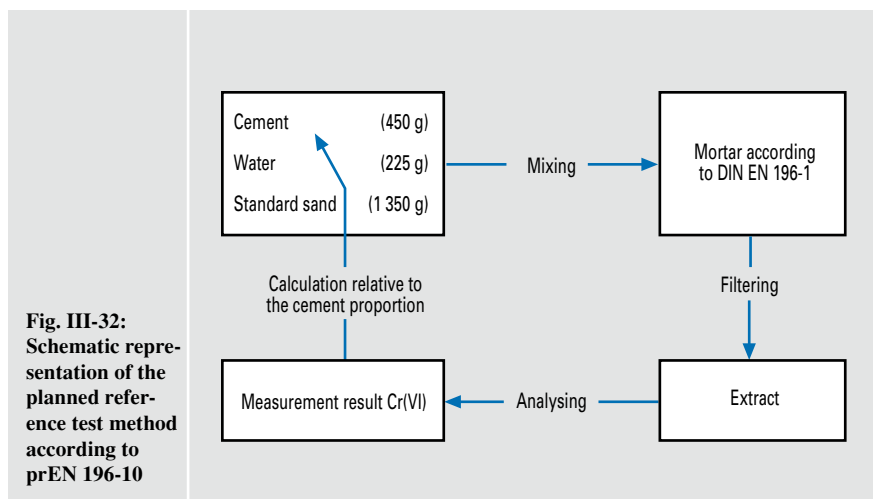 Fig. III-32:
Schematic repre-
sentation of the
planned refer-
ence test method
according to
prEN 196-10
Cement (450 g)
Water (225 g)
Standard sand (1 350 g)
Mixing
Mortar according
to DIN EN 196-1
Filtering
Extract
Analysing
Measurement result Cr(VI)
Calculation relative to
the cement proportion